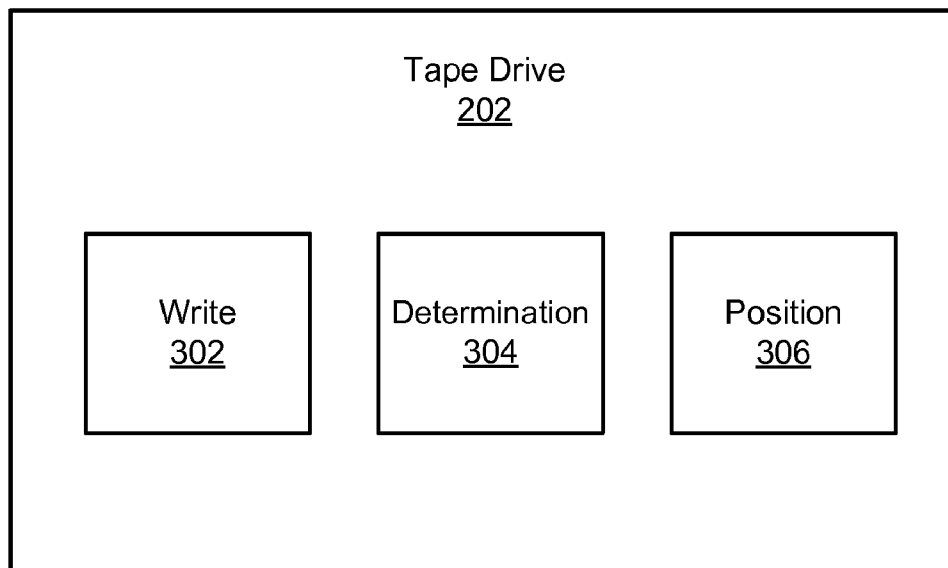 Tape Drive
202
Write
302
Determination
304
Position
306